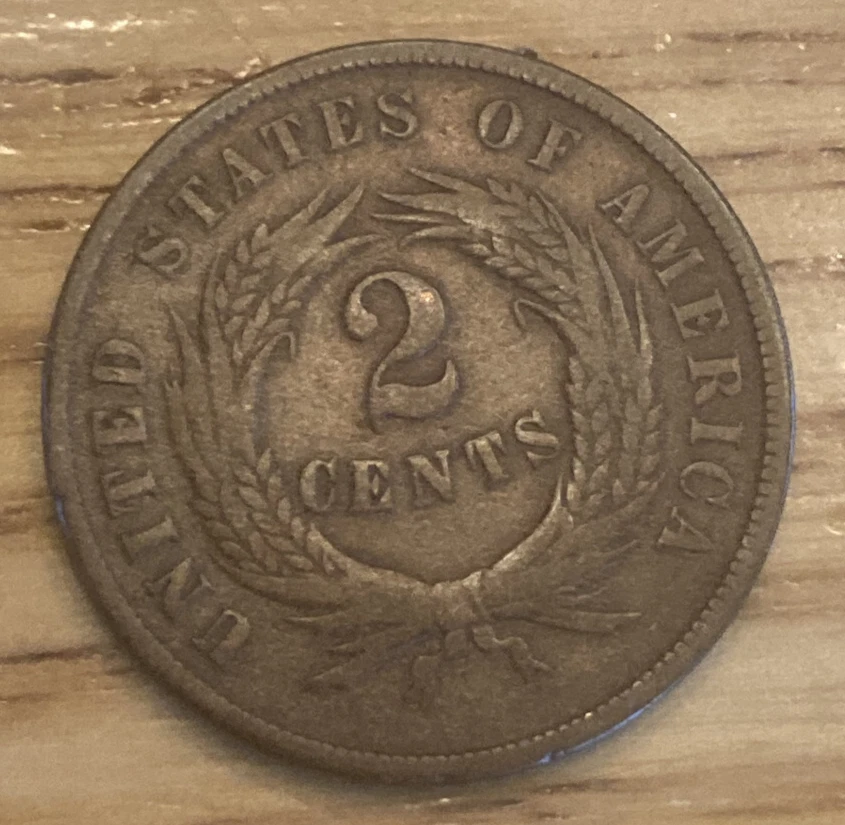 UNITED STATES OF AMERICA
2
CENTS